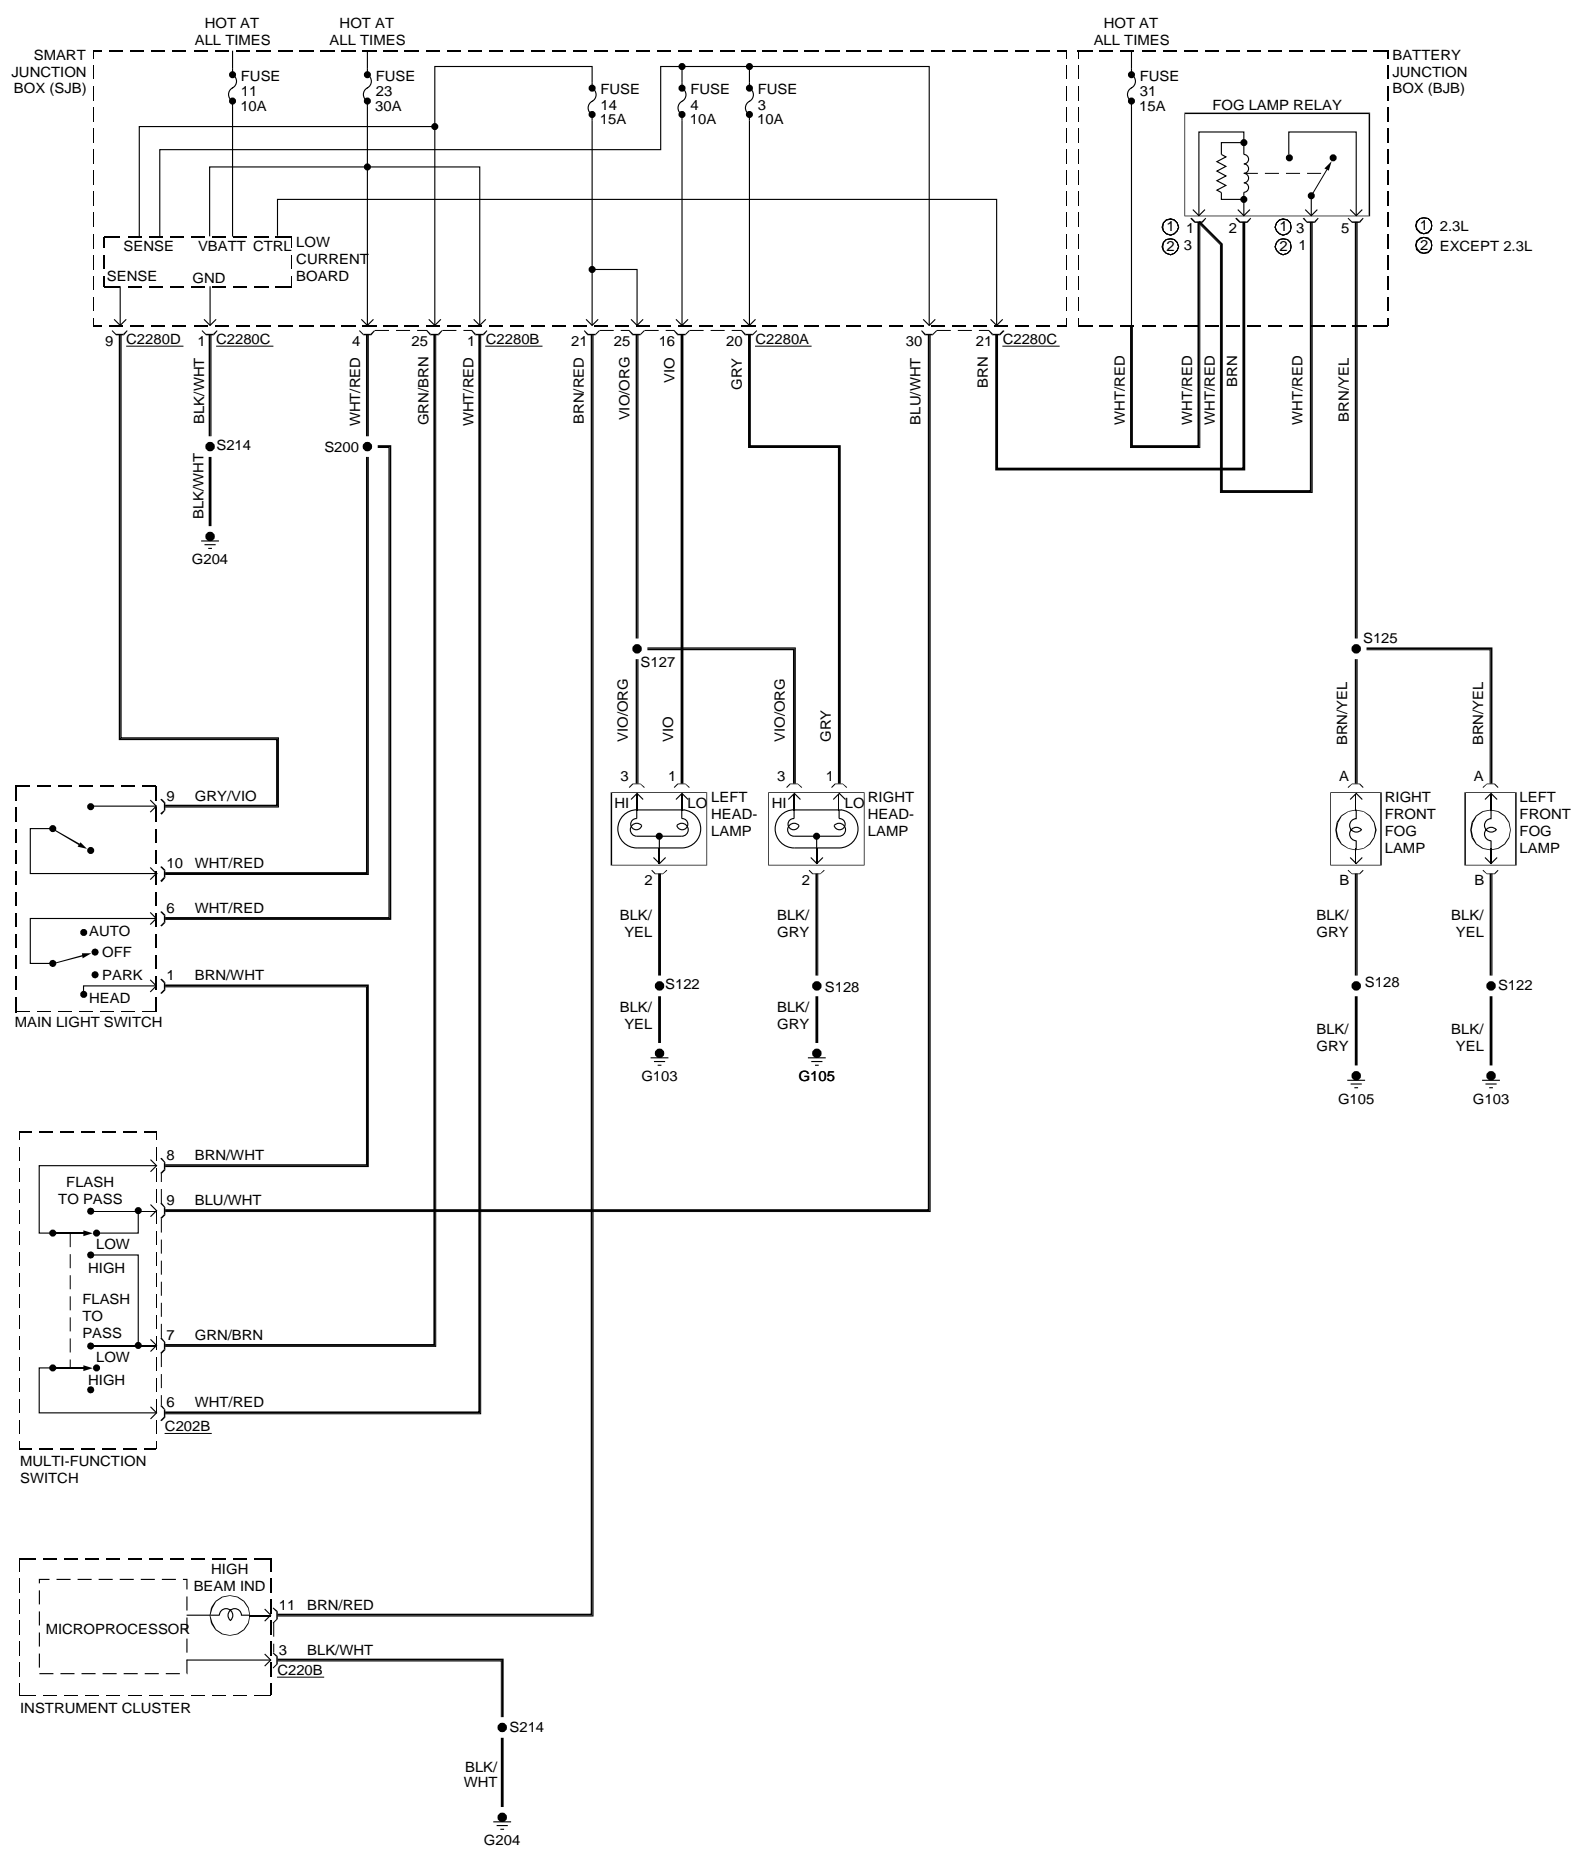 HOT AT
ALL TIMES
HOT AT
ALL TIMES
HOT AT
ALL TIMES
SMART
JUNCTION
BOX (SJB)
FUSE
11
10A
FUSE
23
30A
FUSE
14
15A
FUSE
4
10A
FUSE
3
10A
FUSE
31
15A
BATTERY
JUNCTION
BOX (BJB)
FOG LAMP RELAY
1 1 2 1 3 5
2 3 2 1
1 2.3L
2 EXCEPT 2.3L
SENSE VBATT CTRL
SENSE GND
LOW
CURRENT
BOARD
9 C2280D 1 C2280C 4 25 1 C2280B 21 25 16 20 C2280A 30 21 C2280C
BLK/WHT
WHT/RED
GRN/BRN
WHT/RED
BRN/RED
VIO/ORG
VIO
GRY
BLU/WHT
BRN
WHT/RED
WHT/RED
WHT/RED
BRN
WHT/RED
BRN/YEL
S214
S200
BLK/WHT
G204
S127
S125
VIO/ORG
VIO
VIO/ORG
GRY
BRN/YEL
BRN/YEL
3 1 3 1 A A
HI LO
LEFT
HEAD-
LAMP
HI LO
RIGHT
HEAD-
LAMP
RIGHT
FRONT
FOG
LAMP
LEFT
FRONT
FOG
LAMP
2 2 B B
BLK/
YEL
BLK/
GRY
BLK/
GRY
BLK/
YEL
S122
S128
S128
S122
BLK/
YEL
BLK/
GRY
BLK/
GRY
BLK/
YEL
G103
G105
G105
G103
9 GRY/VIO
10 WHT/RED
6 WHT/RED
AUTO
OFF
PARK
HEAD
1 BRN/WHT
MAIN LIGHT SWITCH
8 BRN/WHT
FLASH
TO PASS
9 BLU/WHT
LOW
HIGH
FLASH
TO
PASS
7 GRN/BRN
LOW
HIGH
6 WHT/RED
C202B
MULTI-FUNCTION
SWITCH
HIGH
BEAM IND
MICROPROCESSOR
11 BRN/RED
3 BLK/WHT
C220B
INSTRUMENT CLUSTER
S214
BLK/
WHT
G204